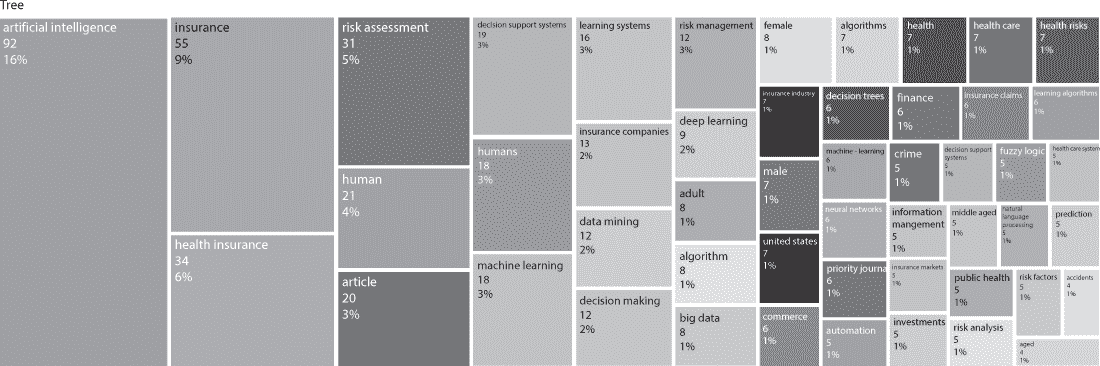 Tree
artificial intelligence
92
16%
insurance
55
9%
health insurance
34
6%
risk assessment
31
5%
human
21
4%
article
20
3%
decision support systems
19
3%
humans
18
3%
machine learning
18
3%
learning systems
16
3%
insurance companies
13
2%
data mining
12
2%
decision making
12
2%
risk management
12
3%
deep learning
9
2%
adult
8
1%
algorithm
8
1%
big data
8
1%
female
8
1%
algorithms
7
1%
health
7
1%
health care
7
1%
health risks
7
1%
insurance industry
7
1%
male
7
1%
united states
7
1%
commerce
6
1%
decision trees
6
1%
finance
6
1%
insurance claims
6
1%
learning algorithms
6
1%
machine - learning
6
1%
neural networks
6
1%
priority journa
6
1%
automation
5
1%
crime
5
1%
decision support
systems
5
1%
fuzzy logic
5
1%
health care system
5
1%
information
mangement
5
1%
insurance markets
5
1%
investments
5
1%
middle aged
5
1%
natural
language
processing
5
1%
prediction
5
1%
public health
5
1%
risk analysis
5
1%
risk factors
5
1%
accidents
4
1%
aged
4
1%